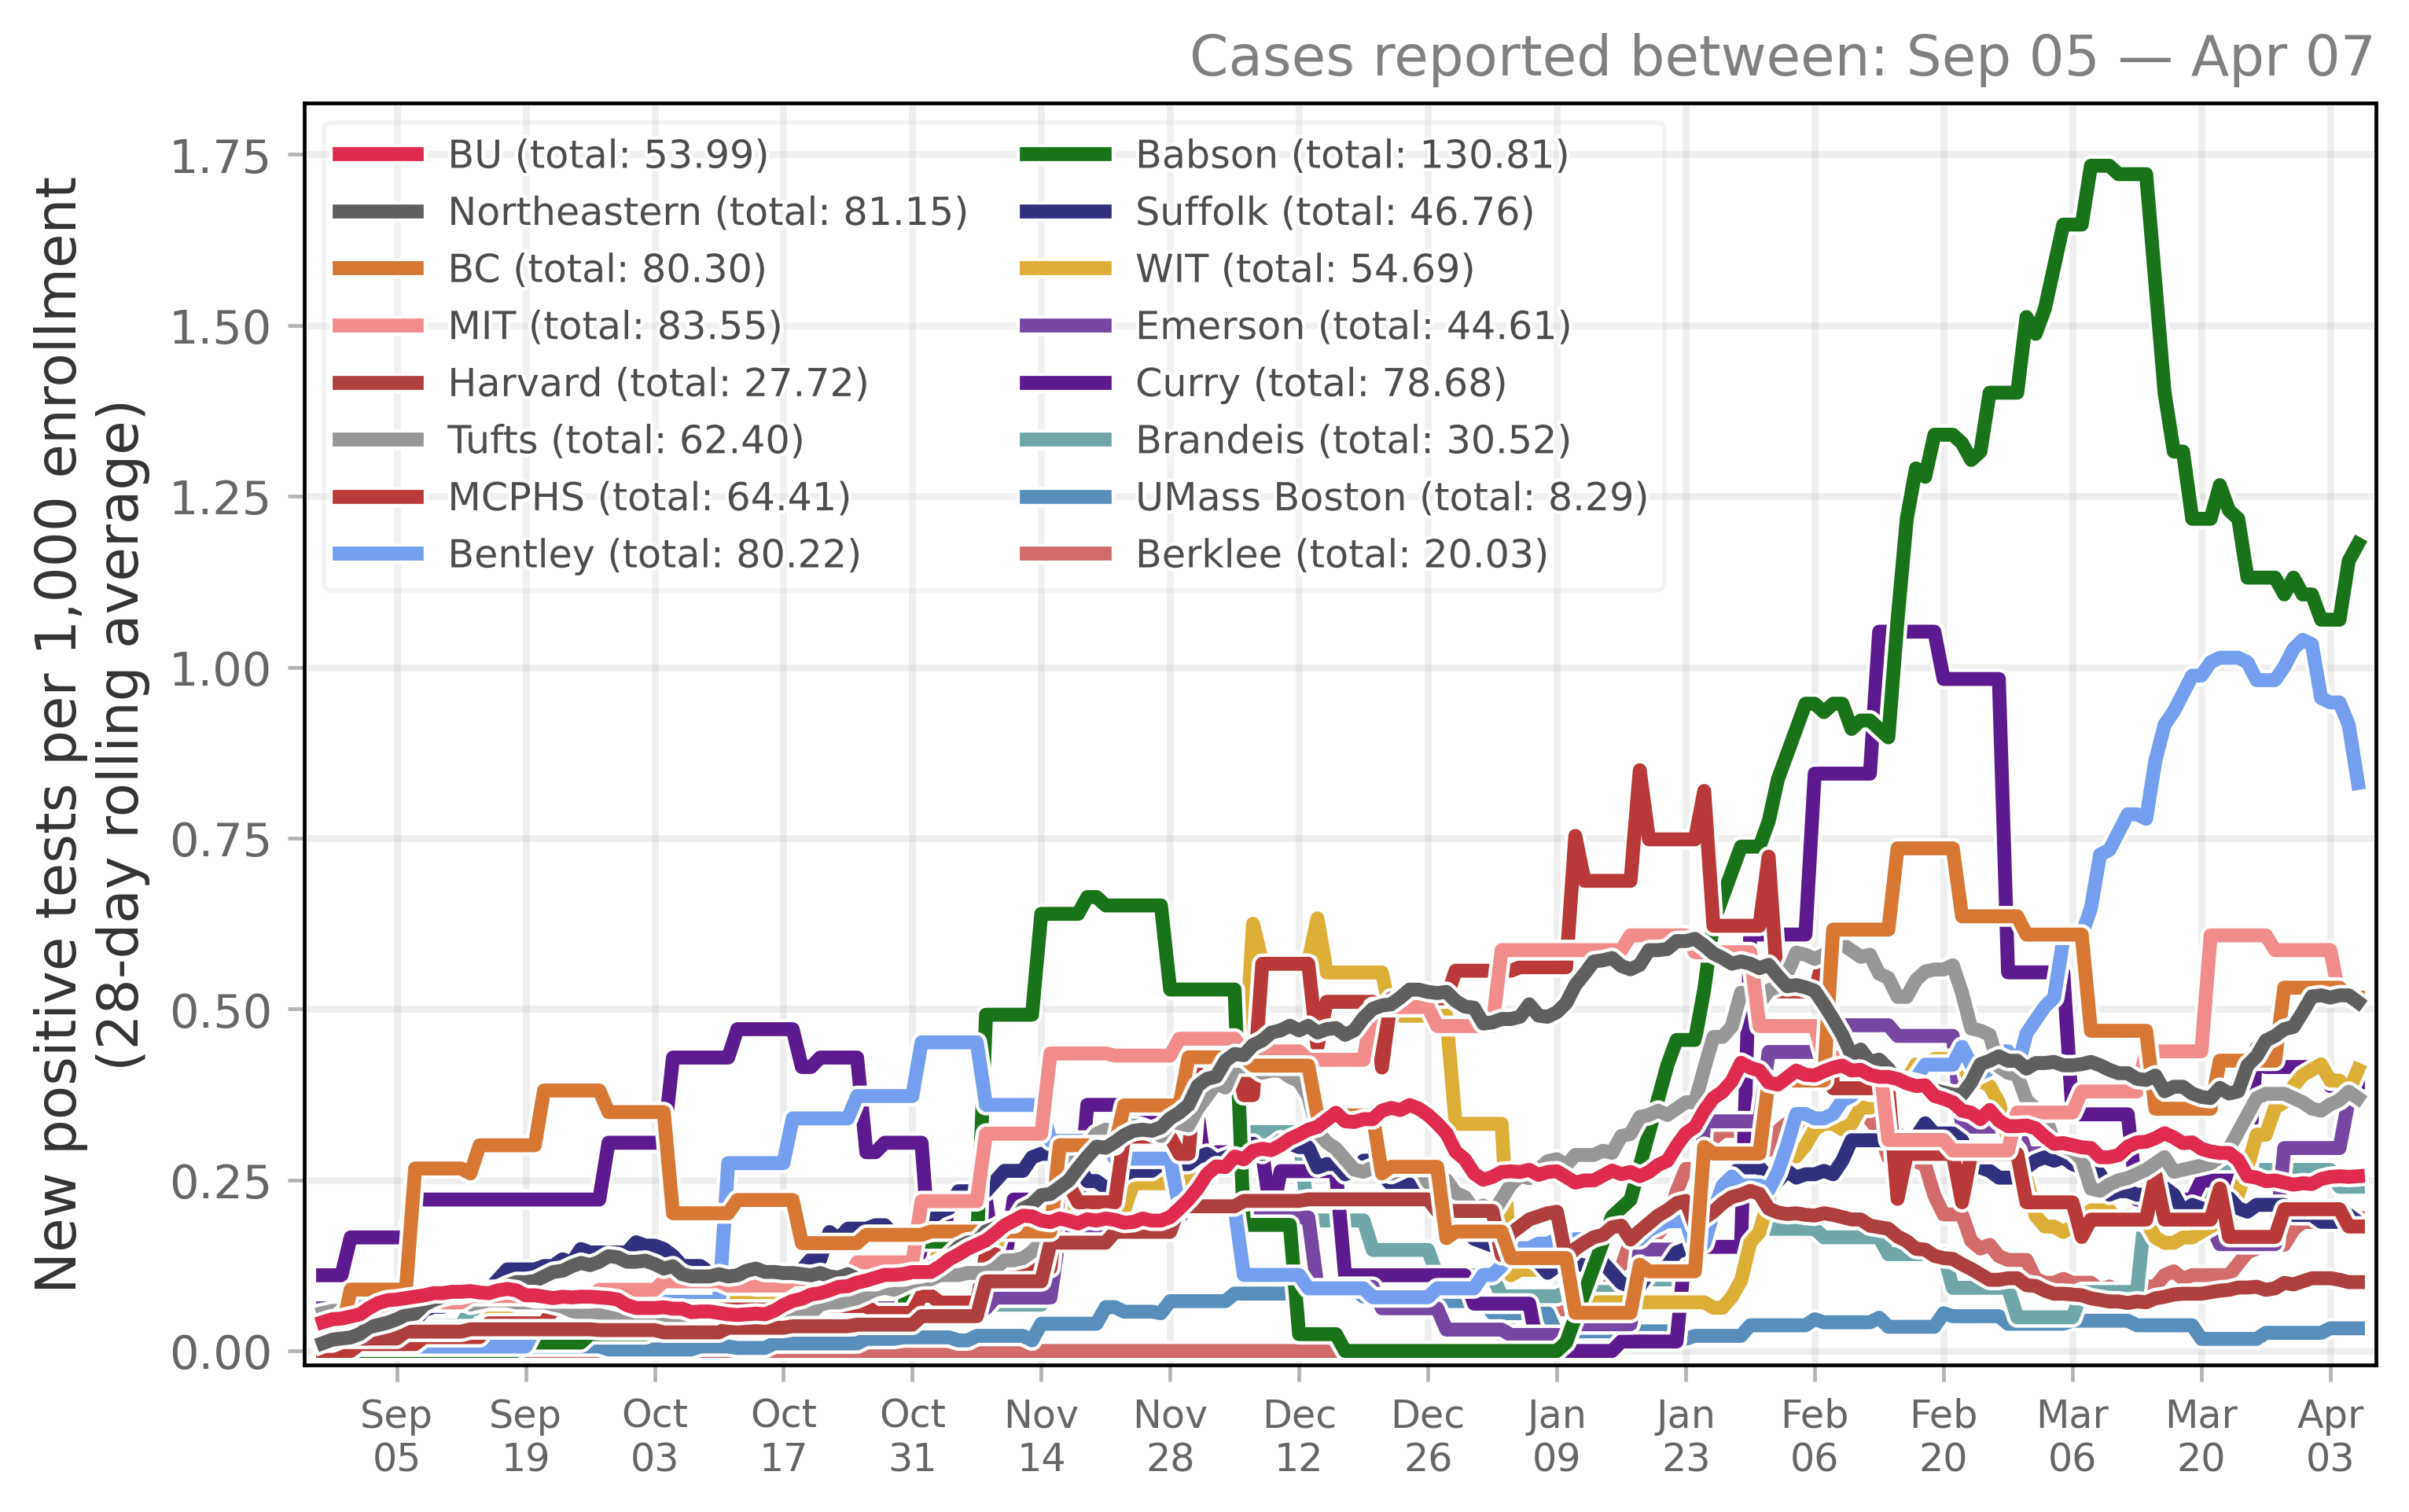 Cases reported between: Sep 05 — Apr 07
New positive tests per 1,000 enrollment
(28-day rolling average)
1.75
1.50
1.25
1.00
0.75
0.50
0.25
0.00
BU (total: 53.99)
Northeastern (total: 81.15)
BC (total: 80.30)
MIT (total: 83.55)
Harvard (total: 27.72)
Tufts (total: 62.40)
MCPHS (total: 64.41)
Bentley (total: 80.22)
Babson (total: 130.81)
Suffolk (total: 46.76)
WIT (total: 54.69)
Emerson (total: 44.61)
Curry (total: 78.68)
Brandeis (total: 30.52)
UMass Boston (total: 8.29)
Berklee (total: 20.03)
Sep
05
Sep
19
Oct
03
Oct
17
Oct
31
Nov
14
Nov
28
Dec
12
Dec
26
Jan
09
Jan
23
Feb
06
Feb
20
Mar
06
Mar
20
Apr
03